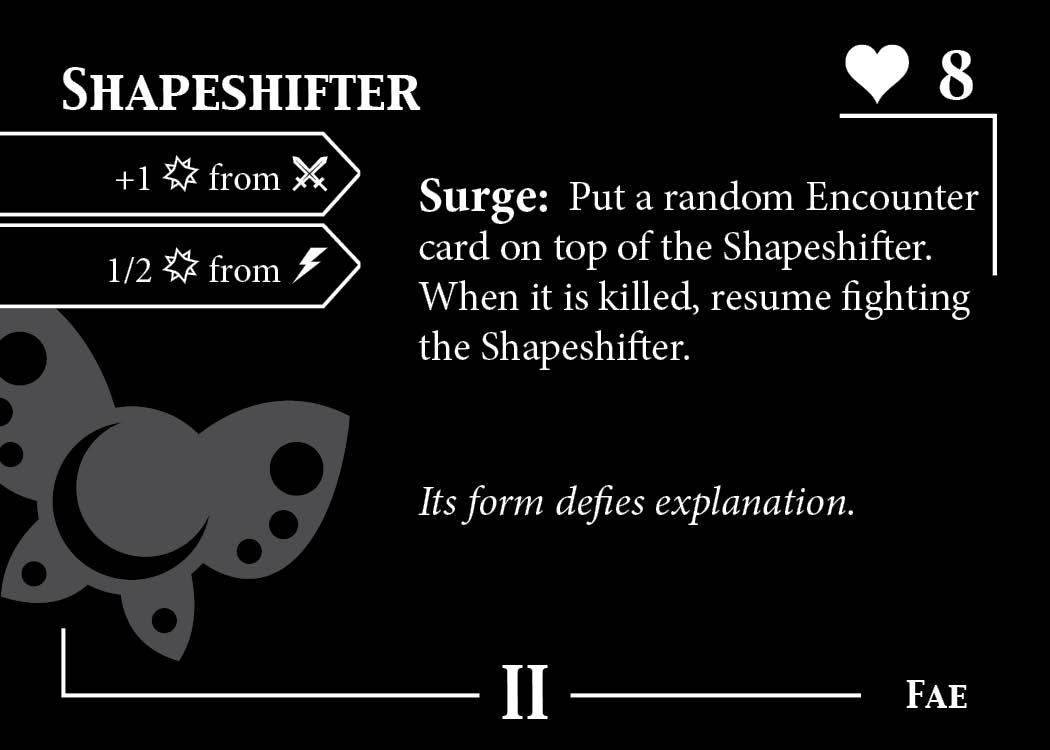 Shapeshifter
8
+1 from
1/2 from
Surge: Put a random Encounter
card on top of the Shapeshifter.
When it is killed, resume fighting
the Shapeshifter.
Its form defies explanation.
II
Fae